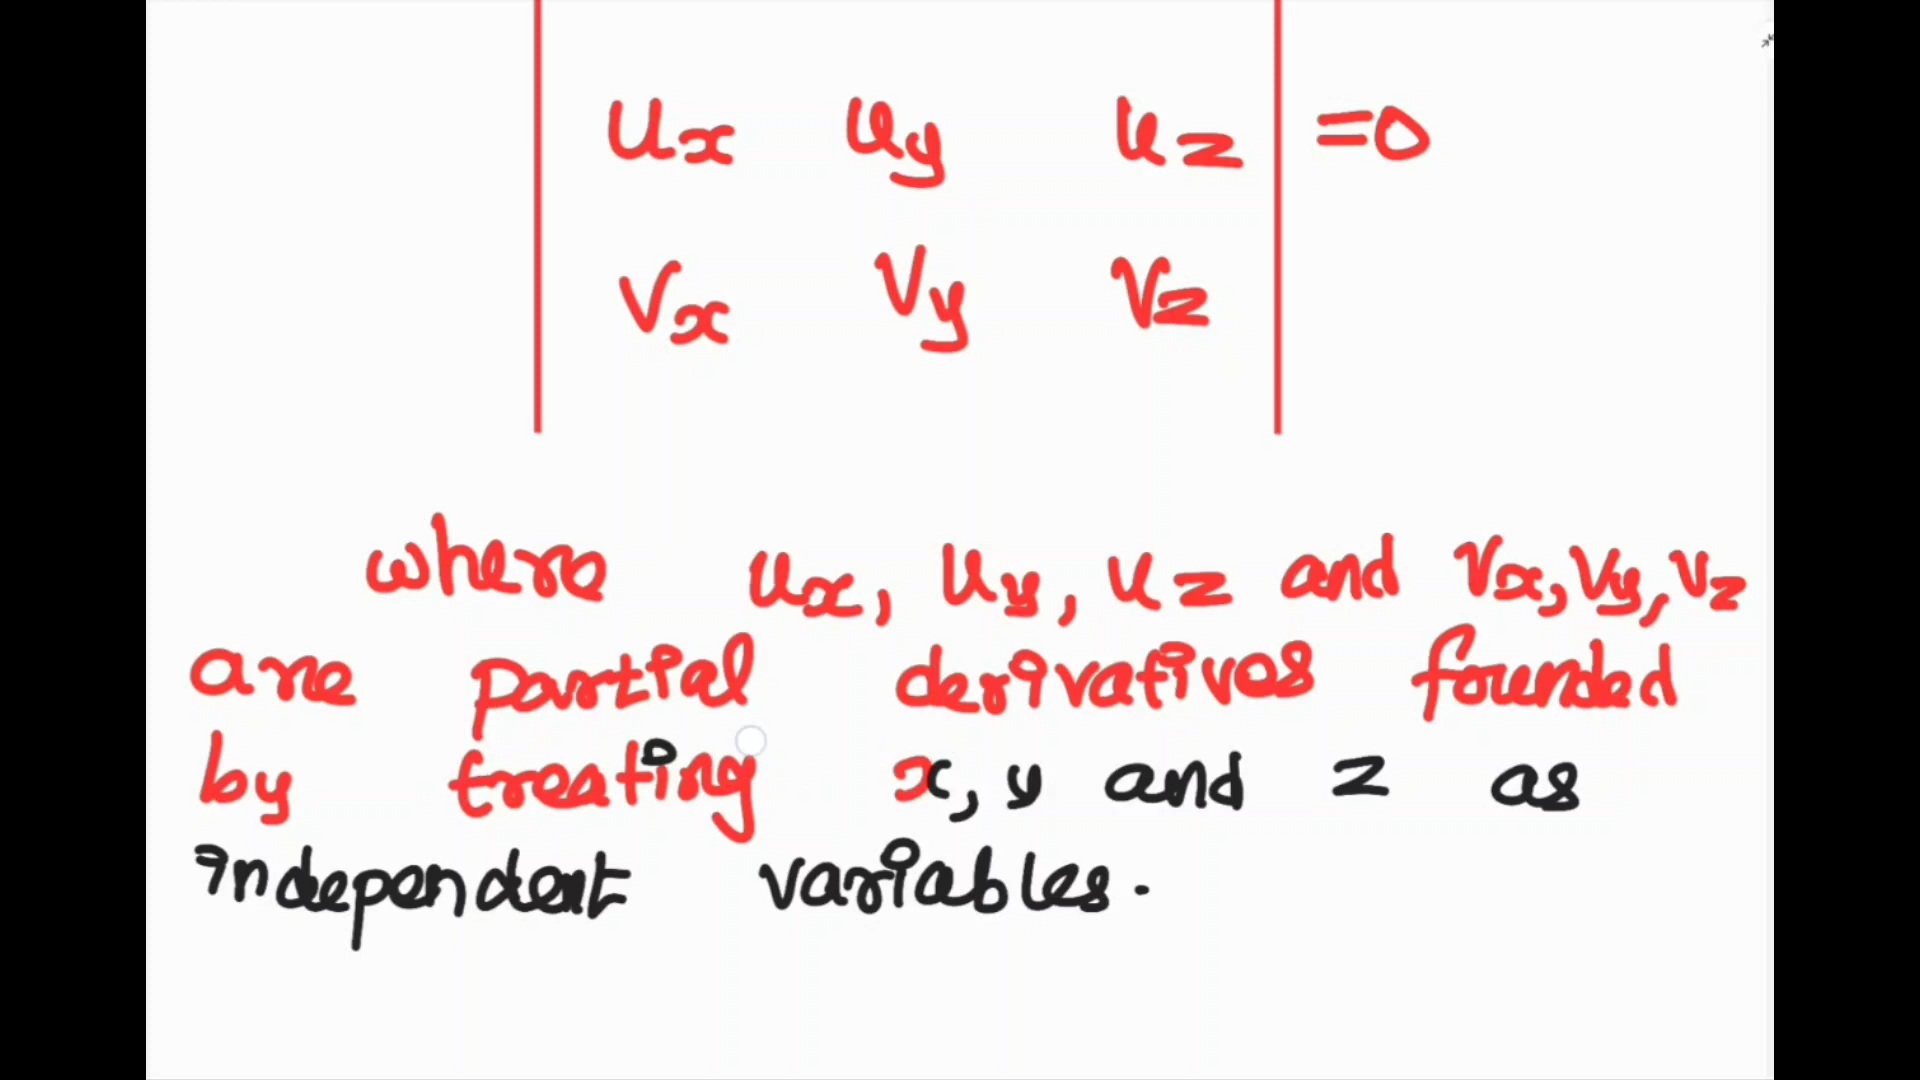 ux uy uz =0
vx vy vz
where ux, uy, uz and vx, vy, vz
are partial derivatives founded
by treating x, y and z as
independent variables.